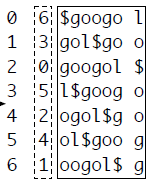 0 6 $googo l
1 3 gol$go o
2 0 googol $
3 5 l$goog o
4 2 ogol$g o
5 4 ol$goo g
6 1 oogol$ g